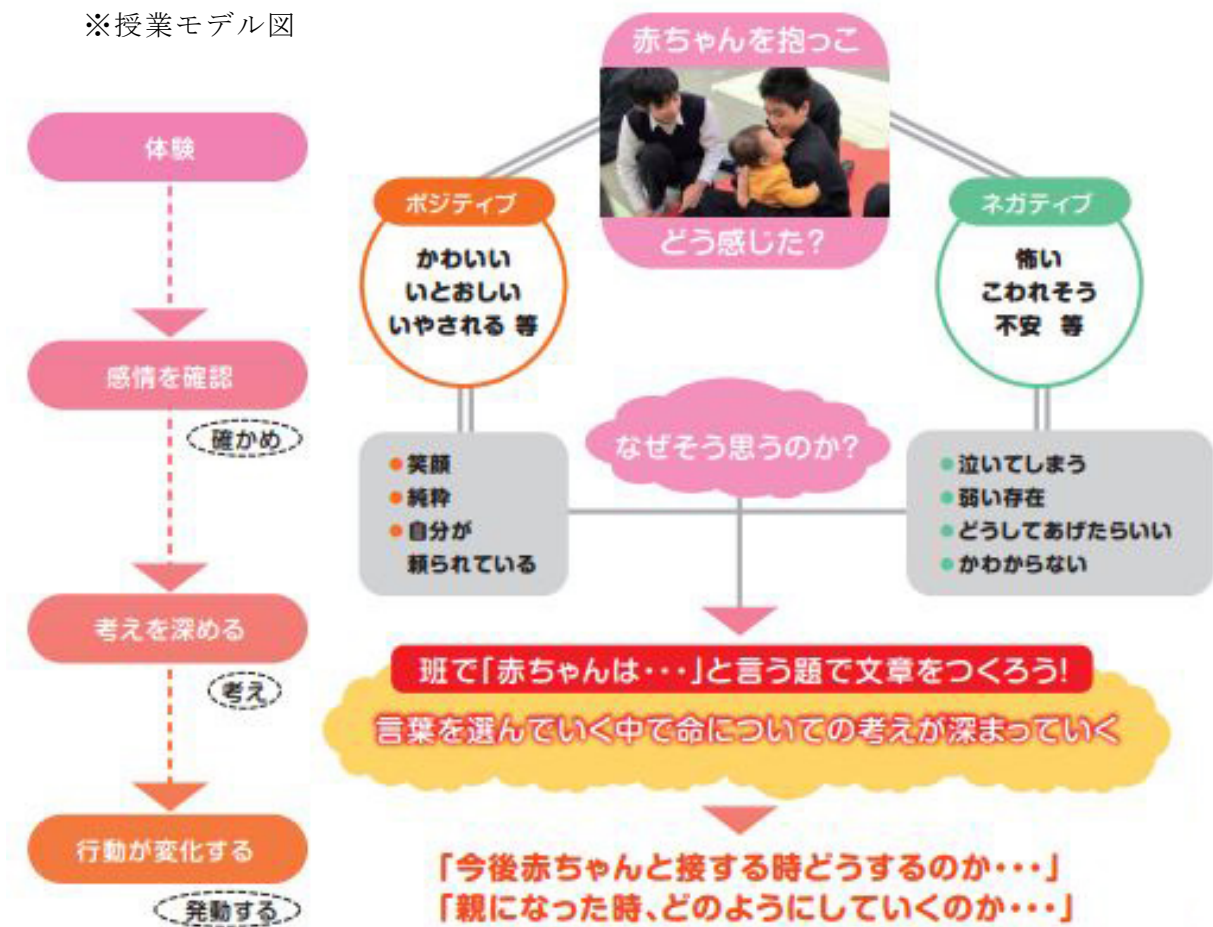 ※授業モデル図
赤ちゃんを抱っこ
どう感じた?
体験
感情を確認
確かめ
考えを深める
考え
行動が変化する
発動する
ポジティブ
かわいい
いとおしい
いやされる 等
ネガティブ
怖い
こわれそう
不安 等
なぜそう思うのか?
●笑顔
●純粋
●自分が
頼られている
●泣いてしまう
●弱い存在
●どうしてあげたらいい
●かわからない
班で「赤ちゃんは・・・」と言う題で文章をつくろう!
言葉を選んでいく中で命についての考えが深まっていく
「今後赤ちゃんと接する時どうするのか・・・」
「親になった時、どのようにしていくのか・・・」